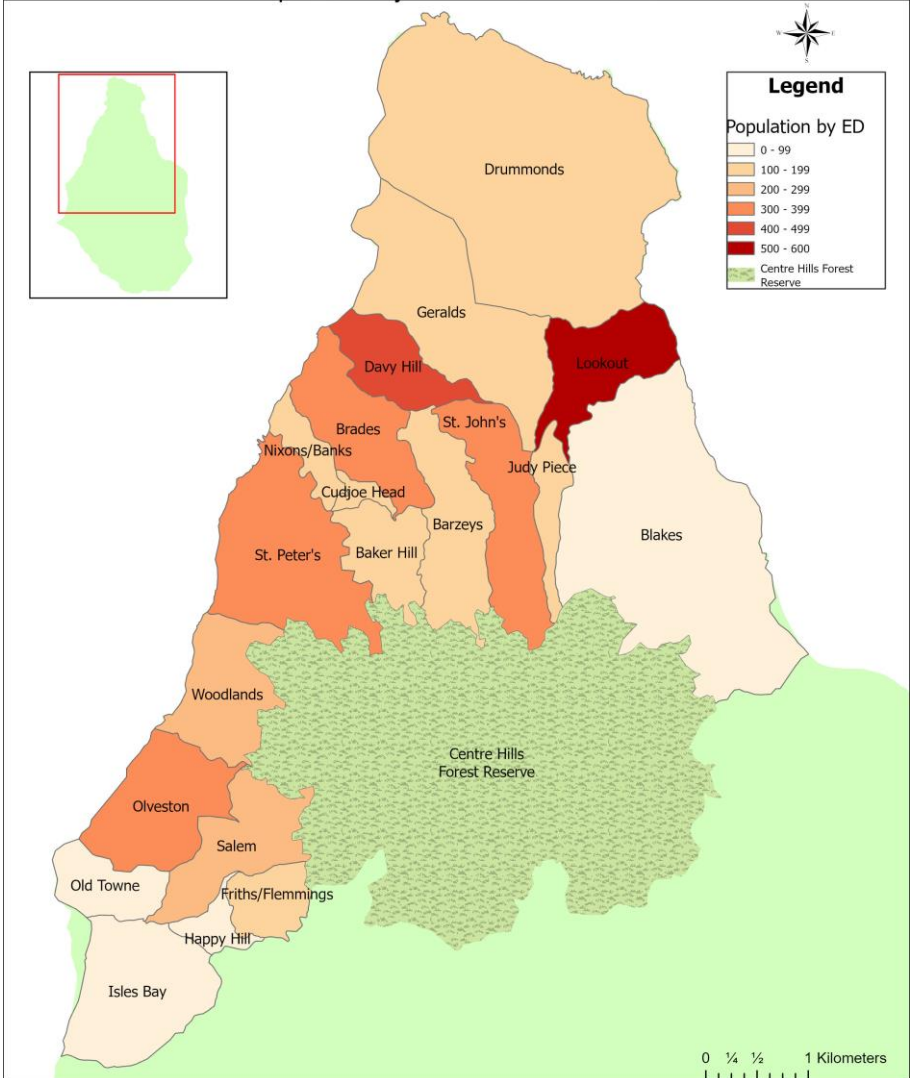 N
W E
S
Legend
Population by ED
0 - 99
100 - 199
200 - 299
300 - 399
400 - 499
500 - 600
Centre Hills Forest
Reserve
Drummonds
Geralds
Lookout
Davy Hill
St. John's
Brades
Nixons/Banks
Judy Piece
Cudjoe Head
Barzeys
Blakes
Baker Hill
St. Peter's
Woodlands
Centre Hills
Forest Reserve
Olveston
Salem
Old Towne
Friths/Flemmings
Happy Hill
Isles Bay
0 ¼ ½ 1 Kilometers